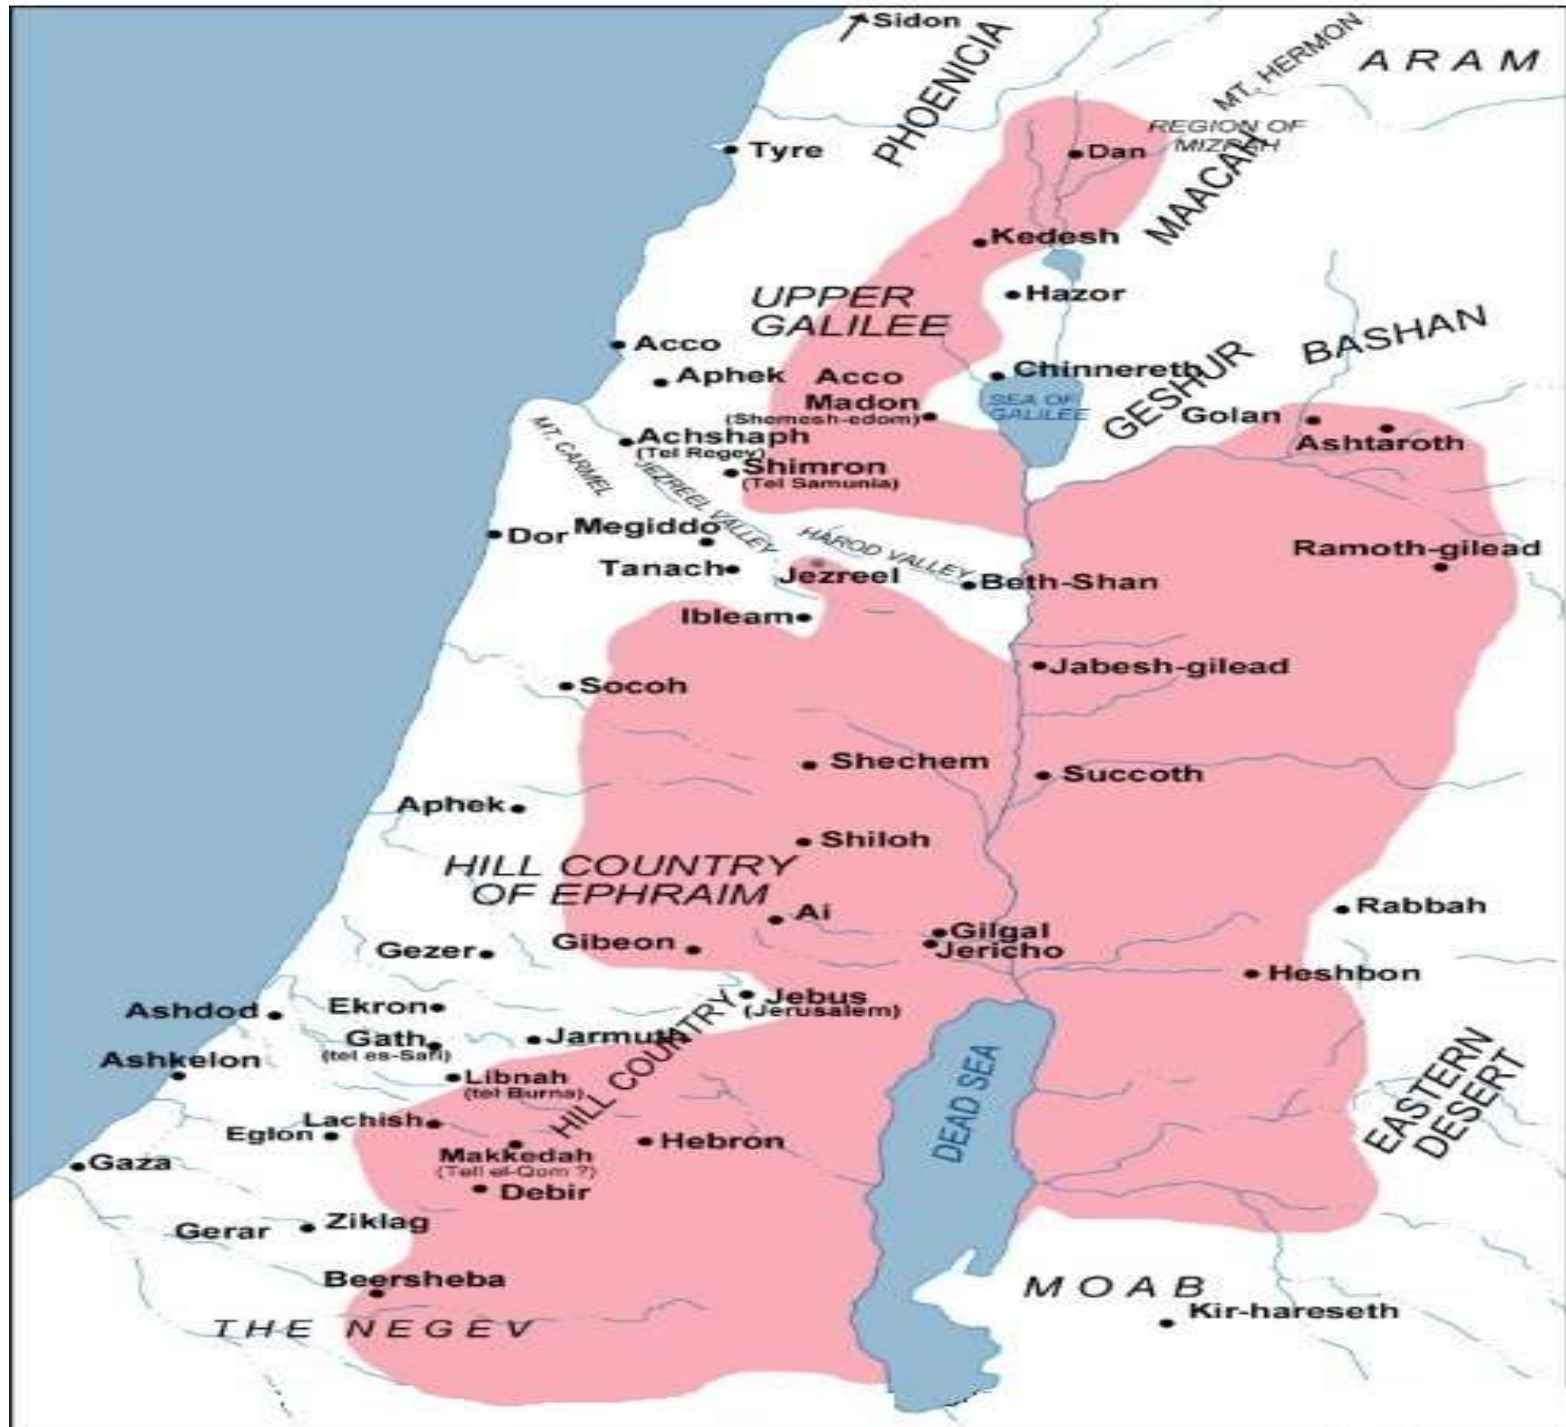 Sidon
PHOENICIA
MT. HERMON
ARAM
REGION OF
MIZPAH
Tyre
Dan
MAACAH
Kedesh
UPPER
GALILEE
Hazor
Acco
Aphek
Acco
Chinnereth
GESHUR
BASHAN
Madon
(Shemesh-edom)
SEA OF
GALILEE
Golan
Ashtaroth
MT. CARMEL
Achshaph
(Tel Regev)
JEZREEL VALLEY
Shimron
(Tel Samunia)
Dor
Megiddo
HAROD VALLEY
Ramoth-gilead
Tanach
Jezreel
Beth-Shan
Ibleam
Jabesh-gilead
Socoh
Shechem
Succoth
Aphek
Shiloh
HILL COUNTRY
OF EPHRAIM
Ai
Rabbah
Gibeon
Gilgal
Jericho
Gezer
Heshbon
Jebus
(Jerusalem)
Ashdod
Ekron
Gath
(tel es-Safi)
Jarmuth
HILL COUNTRY
Ashkelon
Libnah
(tel Burna)
DEAD SEA
EASTERN
DESERT
Lachish
Eglon
Makkedah
(Tell el-Qom ?)
Hebron
Gaza
Debir
Gerar
Ziklag
Beersheba
MOAB
Kir-hareseth
THE NEGEV